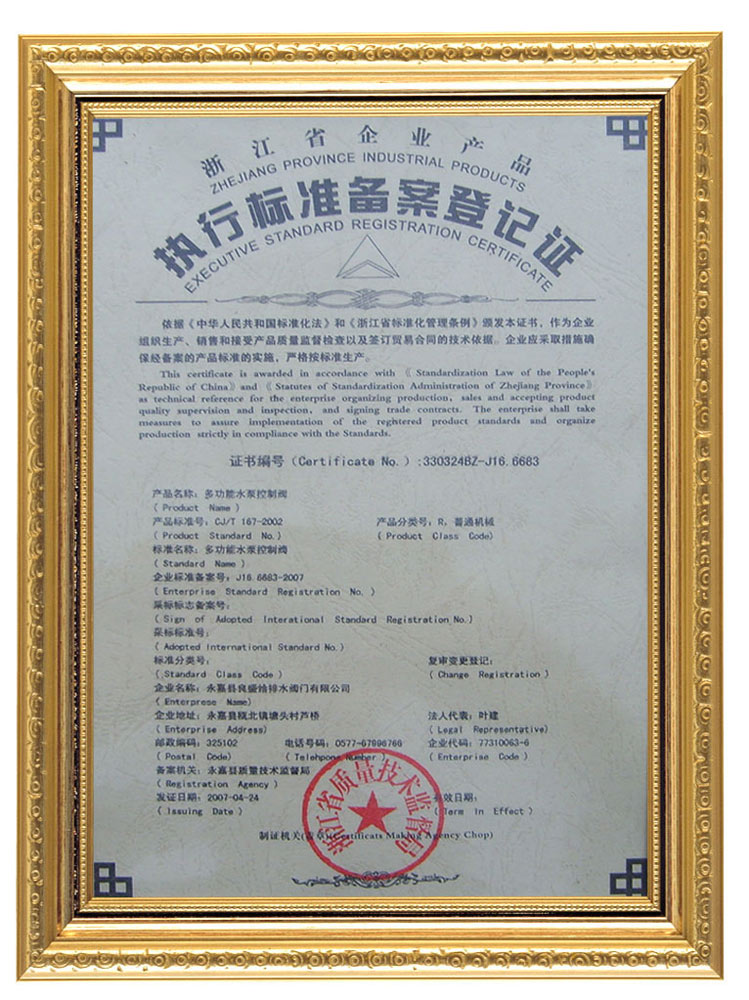 浙江省企业产品
ZHEJIANG PROVINCE INDUSTRIAL PRODUCTS
执行标准备案登记证
EXECUTIVE STANDARD REGISTRATION CERTIFICATE
依据《中华人民共和国标准化法》和《浙江省标准化管理条例》颁发本证书，作为企业
组织生产、销售和接受产品质量监督检查以及签订贸易合同的技术依据。企业应采取措施确
保经备案的产品标准的实施，严格按标准生产。
This certificate is awarded in accordance with 《 Standardization Law of the People's
Republic of China》 and 《 Statutes of Standardization Administration of Zhejiang Province》
as technical reference for the enterprise organizing production, sales and accepting product
quality supervision and inspection, and signing trade contracts. The enterprise shall take
measures to assure implementation of the registered product standards and organize
production strictly in compliance with the Standards.
证书编号 (Certificate No.) :330324BZ-J16.6683
产品名称: 多功能水泵控制阀
( Product Name )
产品标准号: CJ/T 167-2002 产品分类号: R, 普通机械
( Product Standard No.) ( Product Class Code)
标准名称: 多功能水泵控制阀
( Standard Name )
企业标准备案号: J16.6683-2007
( Enterprise Standard Registration No. )
采标标志备案号:
( Sign of Adopted Interational Standard Registration No.)
采标标准号:
( Adopted International Standard No.)
标准分类号: 复审变更登记:
( Standard Class Code ) ( Change Registration )
企业名称: 永嘉县良盛给排水阀门有限公司
( Enterprese Name)
企业地址: 永嘉县瓯北镇塘头村芦桥 法人代表: 叶建
( Enterprise Address) ( Legal Representative)
邮政编码: 325102 电话号码: 0577-67998766 企业代码: 77310063-6
( Postal Code) ( Telehpone Number ) ( Enterprise Code )
备案机关: 永嘉县质量技术监督局
( Registration Agency )
发证日期: 2007-04-24 有效日期:
( Issuing Date ) (Term In Effect )
制证机关(盖章)(Certificats Making Agency Chop)
浙江省质量技术监督局